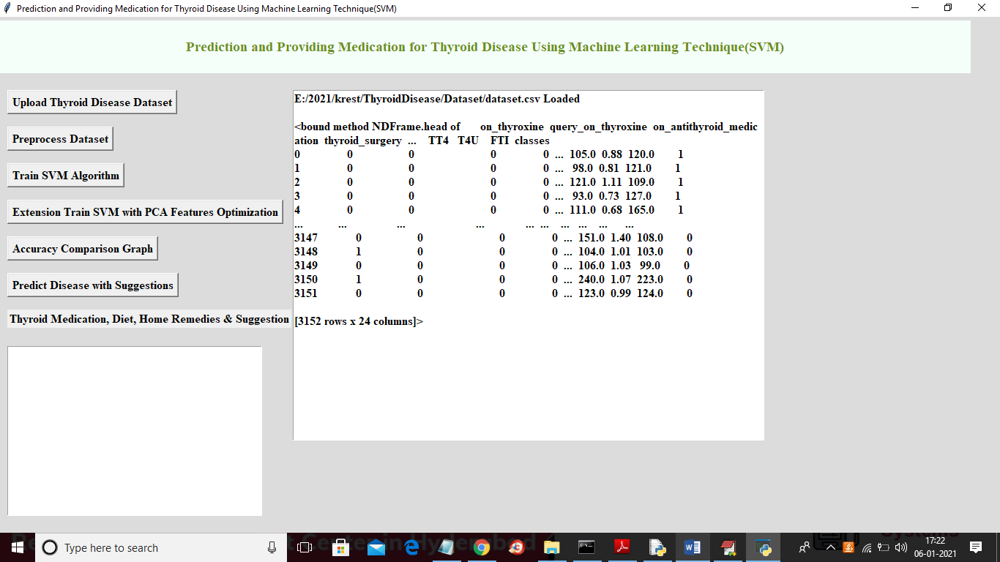 Prediction and Providing Medication for Thyroid Disease Using Machine Learning Technique(SVM)
Prediction and Providing Medication for Thyroid Disease Using Machine Learning Technique(SVM)
Upload Thyroid Disease Dataset
Preprocess Dataset
Train SVM Algorithm
Extension Train SVM with PCA Features Optimization
Accuracy Comparison Graph
Predict Disease with Suggestions
Thyroid Medication, Diet, Home Remedies & Suggestion
E:/2021/krest/ThyroidDisease/Dataset/dataset.csv Loaded
<bound method NDFrame.head of on_thyroxine query_on_thyroxine on_antithyroid_medic
ation thyroid_surgery ... TT4 T4U FTI classes
0 0 0 0 0 ... 105.0 0.88 120.0 1
1 0 0 0 0 ... 98.0 0.81 121.0 1
2 0 0 0 0 ... 121.0 1.11 109.0 1
3 0 0 0 0 ... 93.0 0.73 127.0 1
4 0 0 0 0 ... 111.0 0.68 165.0 1
... ... ... ... ... ... ... ... ... ...
3147 0 0 0 0 ... 151.0 1.40 108.0 0
3148 1 0 0 0 ... 104.0 1.01 103.0 0
3149 0 0 0 0 ... 106.0 1.03 99.0 0
3150 1 0 0 0 ... 240.0 1.07 223.0 0
3151 0 0 0 0 ... 123.0 0.99 124.0 0
[3152 rows x 24 columns]>
Type here to search
17:22
06-01-2021